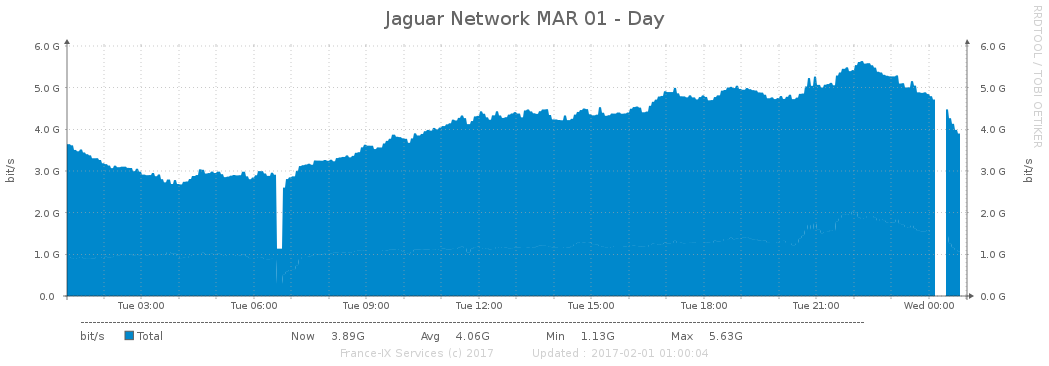 Jaguar Network MAR 01 - Day
RRDTOOL / TOBI OETIKER
6.0 G 6.0 G
5.0 G 5.0 G
4.0 G 4.0 G
3.0 G 3.0 G
2.0 G 2.0 G
1.0 G 1.0 G
0.0 0.0 G
bit/s bit/s
Tue 03:00 Tue 06:00 Tue 09:00 Tue 12:00 Tue 15:00 Tue 18:00 Tue 21:00 Wed 00:00
bit/s Total Now 3.89G Avg 4.06G Min 1.13G Max 5.63G
France-IX Services (c) 2017 Updated : 2017-02-01 01:00:04